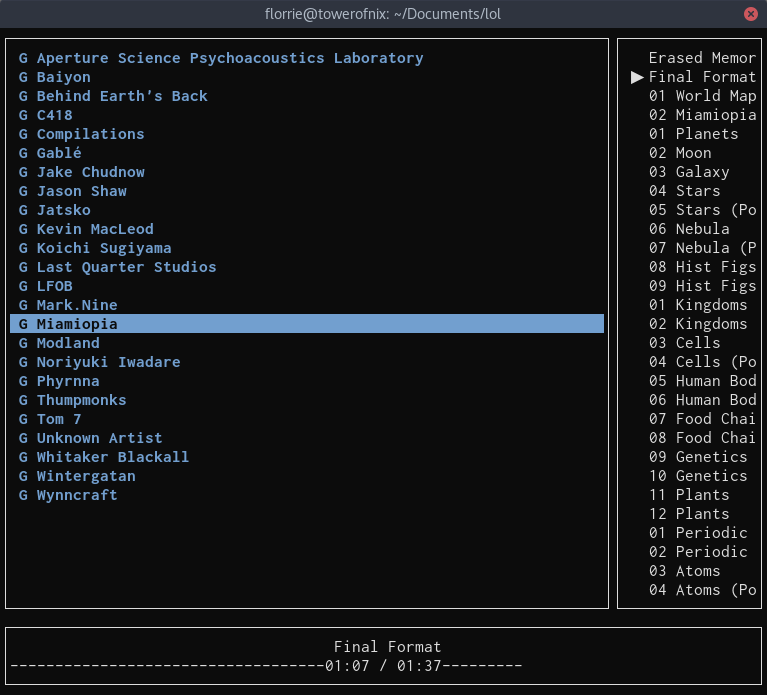 florrie@towerofnix: ~/Documents/lol
G Aperture Science Psychoacoustics Laboratory
G Baiyon
G Behind Earth's Back
G C418
G Compilations
G Gablé
G Jake Chudnow
G Jason Shaw
G Jatsko
G Kevin MacLeod
G Koichi Sugiyama
G Last Quarter Studios
G LFOB
G Mark.Nine
G Miamiopia
G Modland
G Noriyuki Iwadare
G Phyrnna
G Thumpmonks
G Tom 7
G Unknown Artist
G Whitaker Blackall
G Wintergatan
G Wynncraft
Erased Memor
▶ Final Format
01 World Map
02 Miamiopia
01 Planets
02 Moon
03 Galaxy
04 Stars
05 Stars (Po
06 Nebula
07 Nebula (P
08 Hist Figs
09 Hist Figs
01 Kingdoms
02 Kingdoms
03 Cells
04 Cells (Po
05 Human Bod
06 Human Bod
07 Food Chai
08 Food Chai
09 Genetics
10 Genetics
11 Plants
12 Plants
01 Periodic
02 Periodic
03 Atoms
04 Atoms (Po
Final Format
-----------------------------------01:07 / 01:37---------